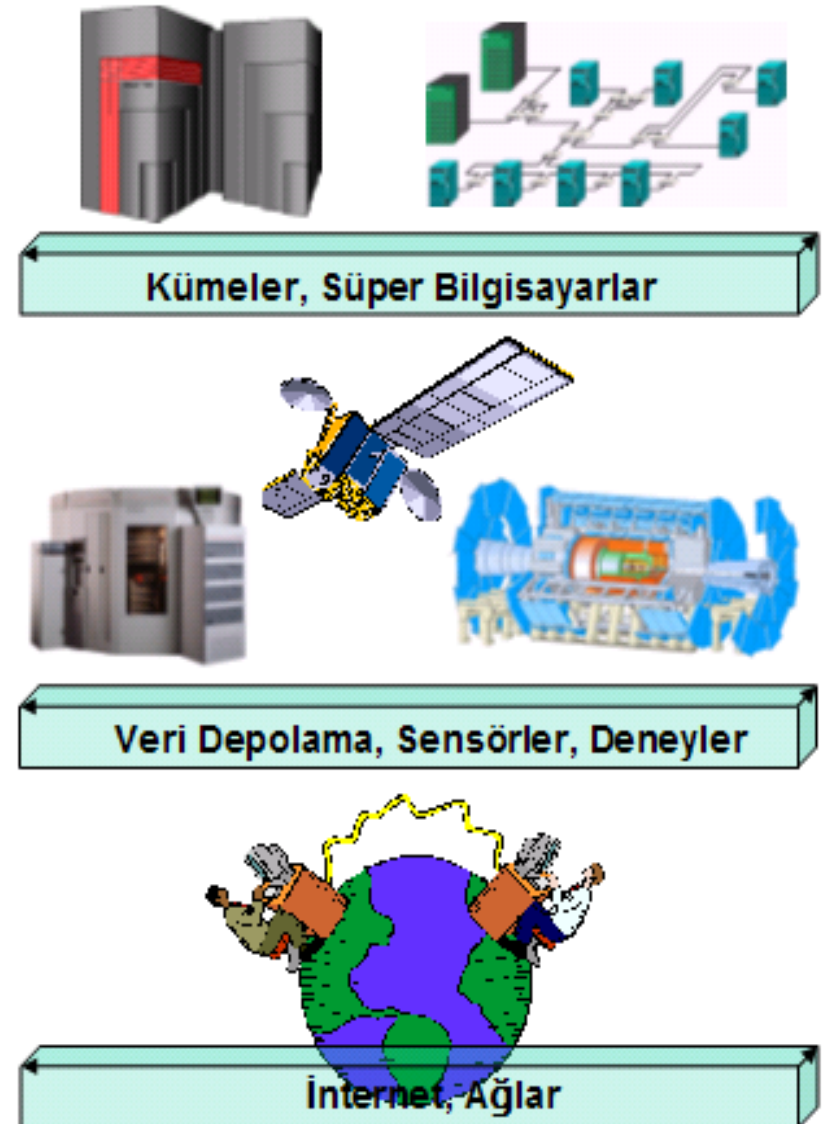 Kümeler, Süper Bilgisayarlar
Veri Depolama, Sensörler, Deneyler
İnternet, Ağlar